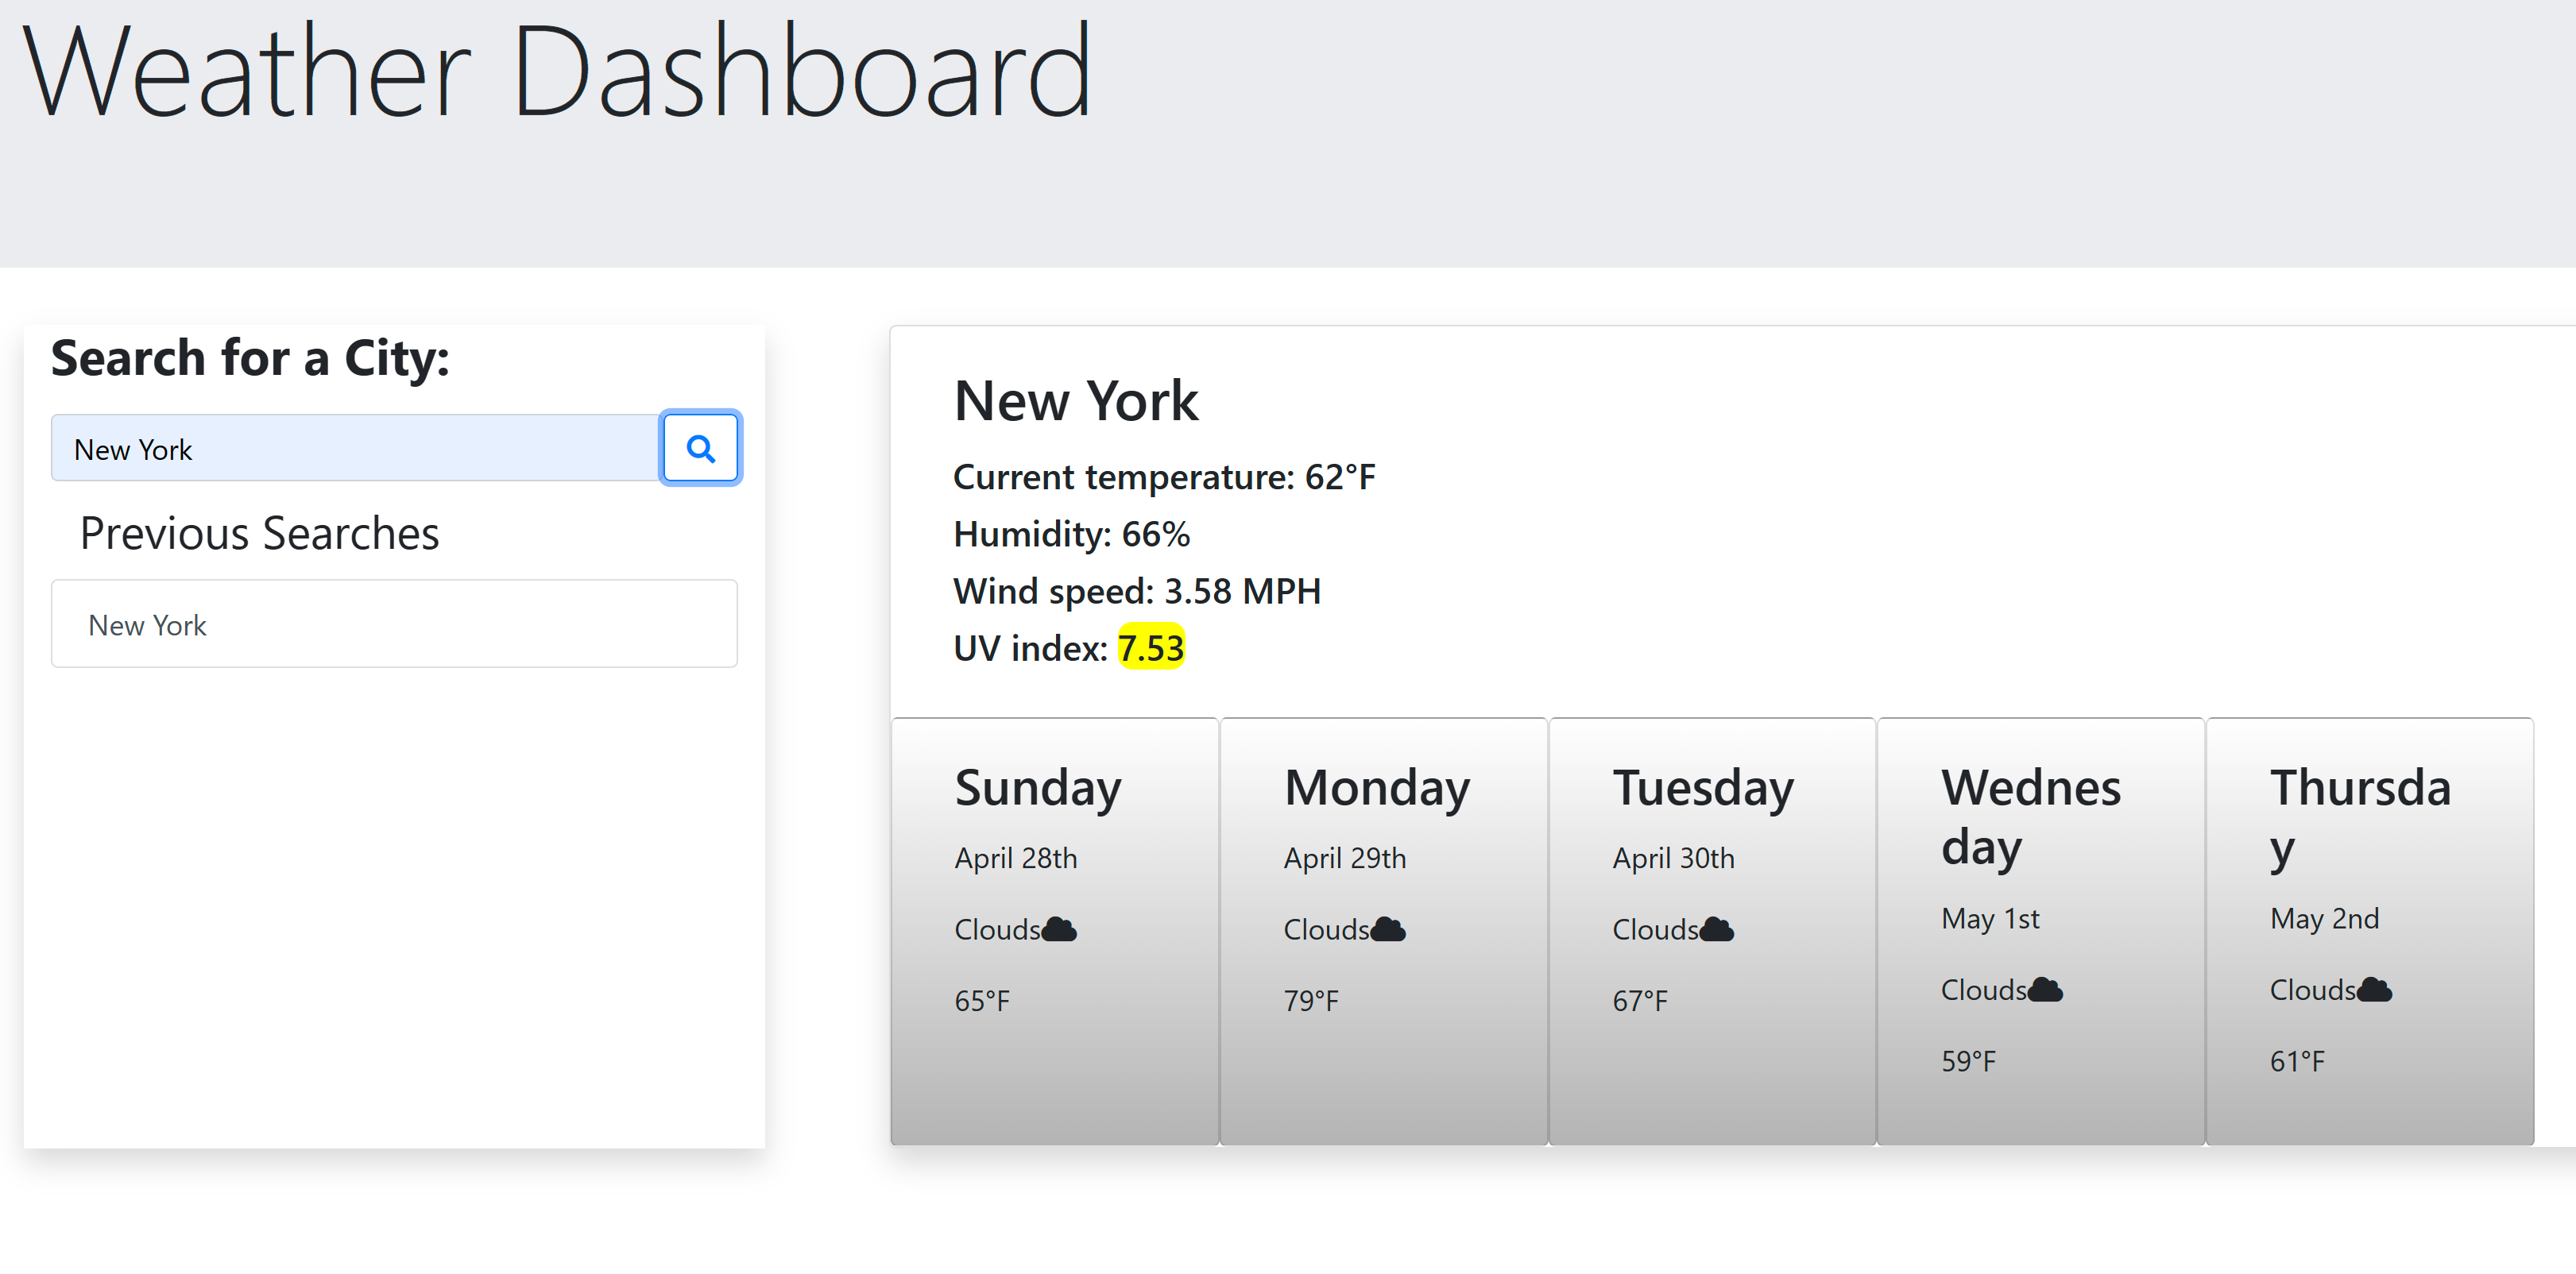 Weather Dashboard
Search for a City:
New York
Previous Searches
New York
New York
Current temperature: 62°F
Humidity: 66%
Wind speed: 3.58 MPH
UV index: 7.53
Sunday
April 28th
Clouds
65°F
Monday
April 29th
Clouds
79°F
Tuesday
April 30th
Clouds
67°F
Wednes
day
May 1st
Clouds
59°F
Thursda
y
May 2nd
Clouds
61°F